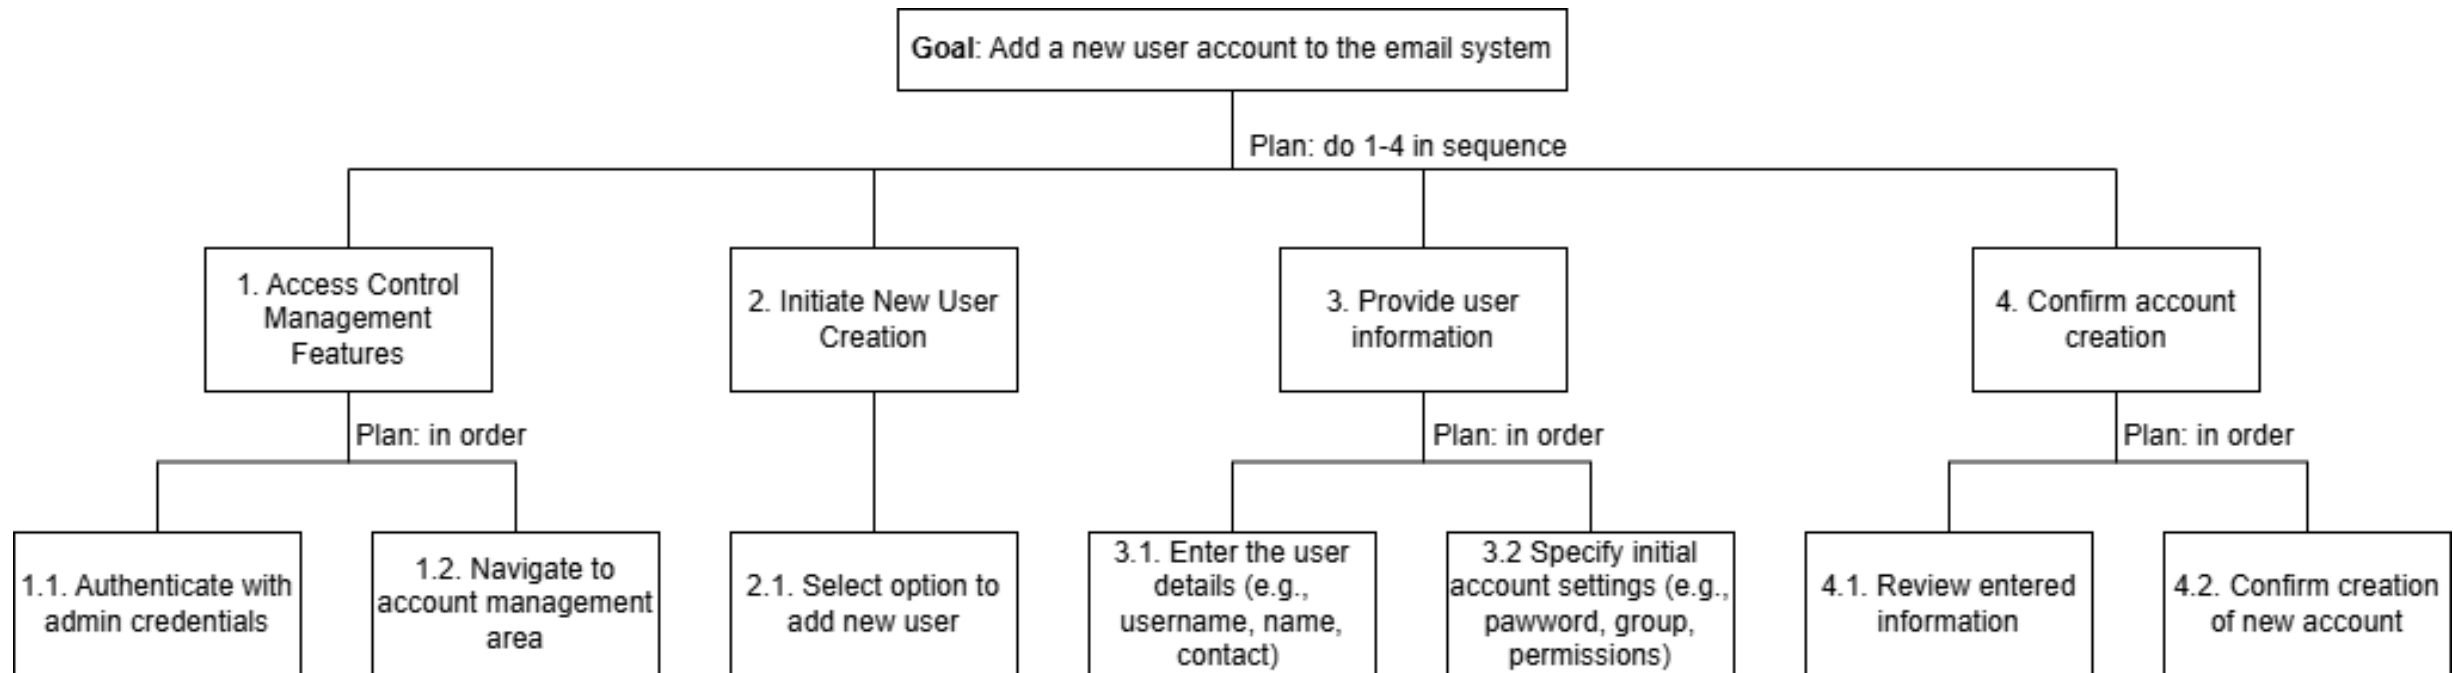 Goal: Add a new user account to the email system
Plan: do 1-4 in sequence
1. Access Control
Management
Features
2. Initiate New User
Creation
3. Provide user
information
4. Confirm account
creation
Plan: in order
Plan: in order
Plan: in order
1.1. Authenticate with
admin credentials
1.2. Navigate to
account management
area
2.1. Select option to
add new user
3.1. Enter the user
details (e.g.,
username, name,
contact)
3.2 Specify initial
account settings (e.g.,
pawword, group,
permissions)
4.1. Review entered
information
4.2. Confirm creation
of new account